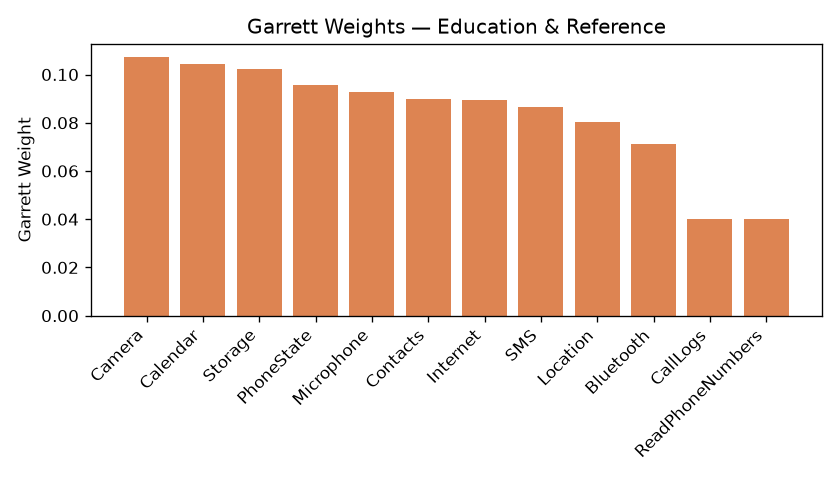 Garrett Weights — Education & Reference
Garrett Weight
0.10
0.08
0.06
0.04
0.02
0.00
Camera
Calendar
Storage
PhoneState
Microphone
Contacts
Internet
SMS
Location
Bluetooth
CallLogs
ReadPhoneNumbers